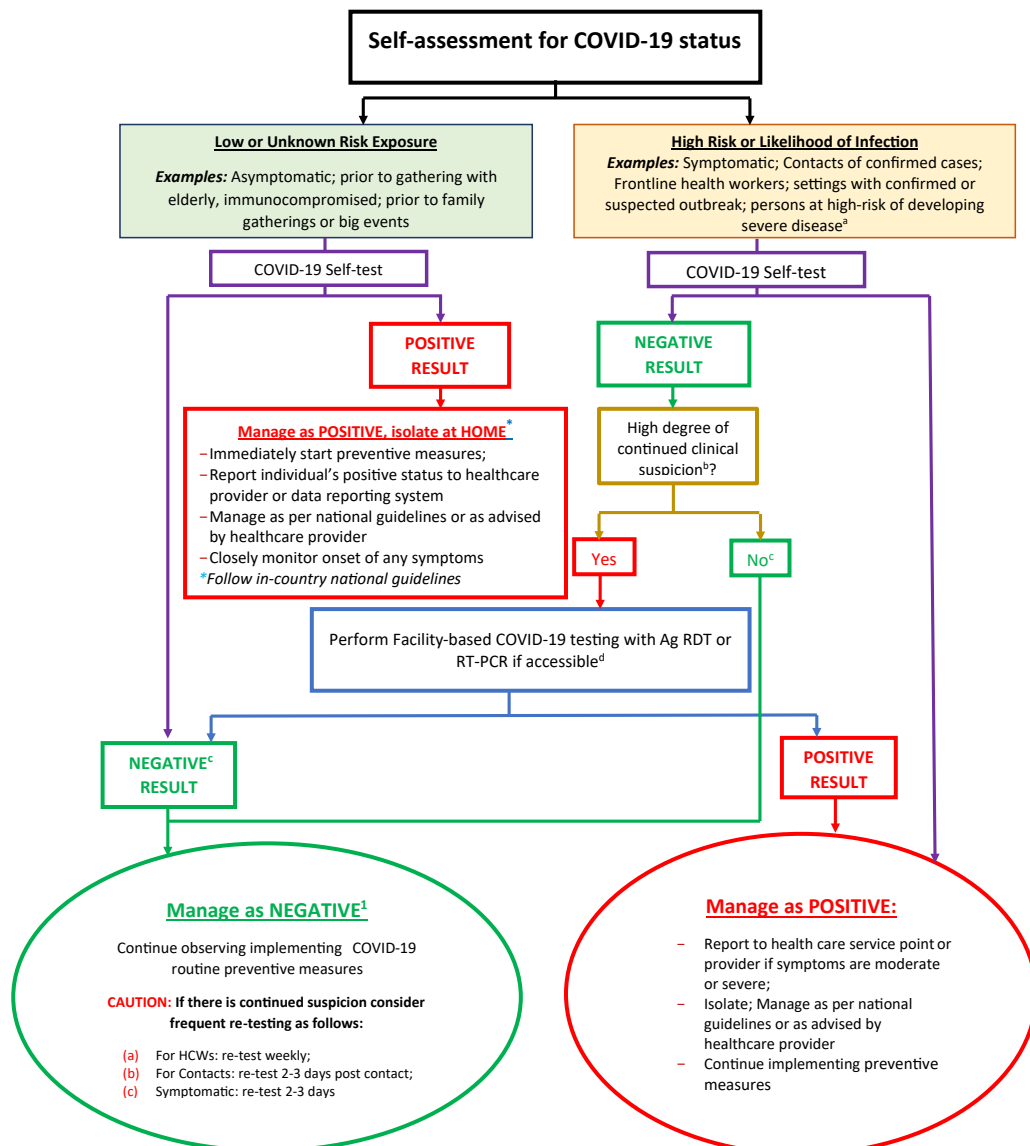 Self-assessment for COVID-19 status
Low or Unknown Risk Exposure
Examples: Asymptomatic; prior to gathering with
elderly, immunocompromised; prior to family
gatherings or big events
High Risk or Likelihood of Infection
Examples: Symptomatic; Contacts of confirmed cases;
Frontline health workers; settings with confirmed or
suspected outbreak; persons at high-risk of developing
severe diseaseᵃ
COVID-19 Self-test
COVID-19 Self-test
POSITIVE
RESULT
NEGATIVE
RESULT
Manage as POSITIVE, isolate at HOME*
−Immediately start preventive measures;
−Report individual's positive status to healthcare
provider or data reporting system
−Manage as per national guidelines or as advised
by healthcare provider
−Closely monitor onset of any symptoms
*Follow in-country national guidelines
High degree of
continued clinical
suspicionᵇ?
Yes
Noᶜ
Perform Facility-based COVID-19 testing with Ag RDT or
RT-PCR if accessibleᵈ
NEGATIVEᶜ
RESULT
POSITIVE
RESULT
Manage as NEGATIVE¹
Continue observing implementing COVID-19
routine preventive measures
CAUTION: If there is continued suspicion consider
frequent re-testing as follows:
(a) For HCWs: re-test weekly;
(b) For Contacts: re-test 2-3 days post contact;
(c) Symptomatic: re-test 2-3 days
Manage as POSITIVE:
− Report to health care service point or
provider if symptoms are moderate
or severe;
− Isolate; Manage as per national
guidelines or as advised by
healthcare provider
− Continue implementing preventive
measures